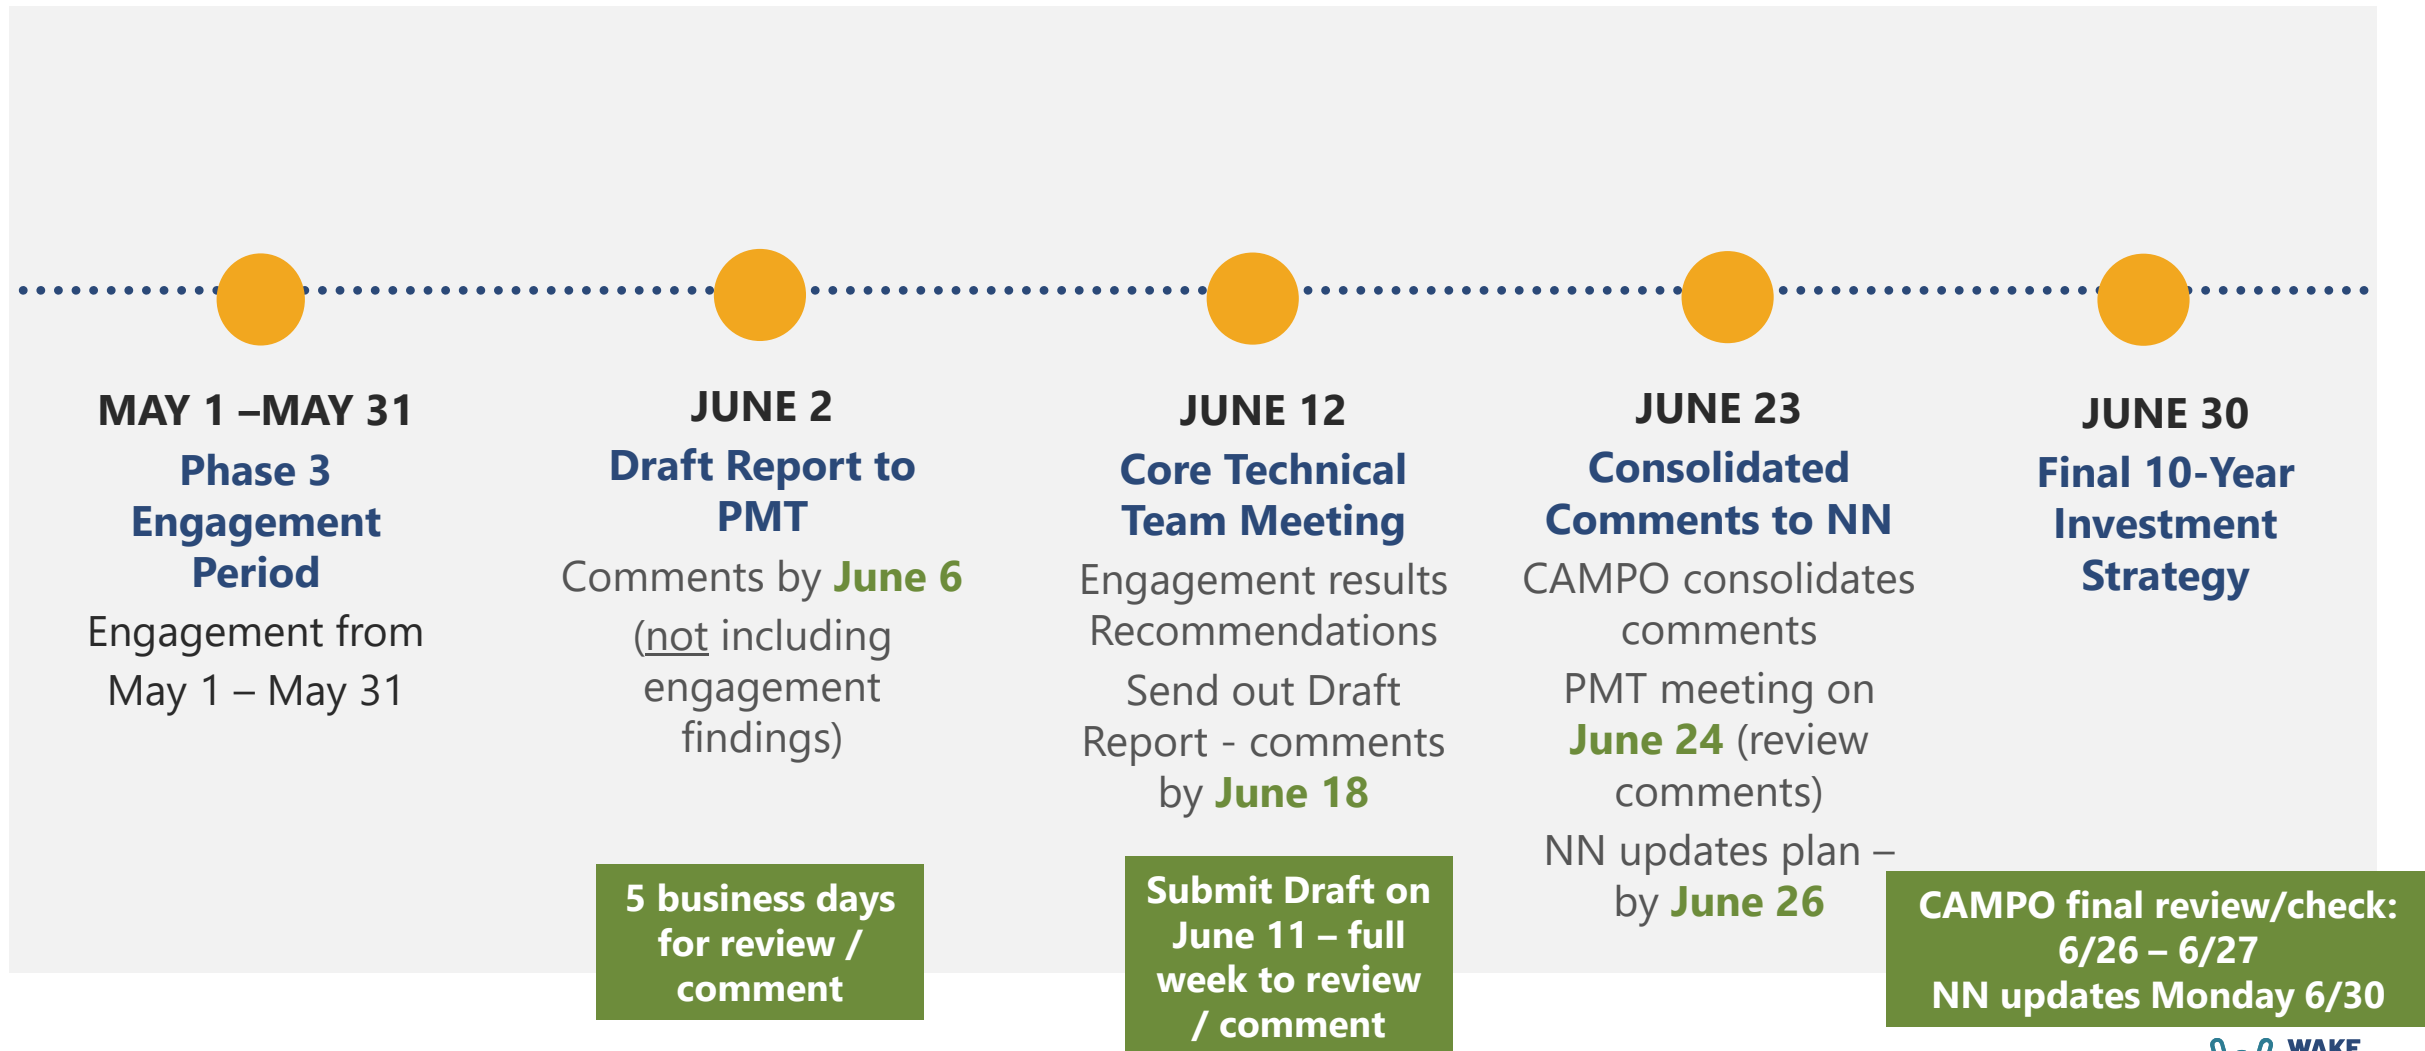 MAY 1 –MAY 31
Phase 3
Engagement
Period
Engagement from
May 1 – May 31
JUNE 2
Draft Report to
PMT
Comments by June 6
(not including
engagement
findings)
5 business days
for review /
comment
JUNE 12
Core Technical
Team Meeting
Engagement results
Recommendations
Send out Draft
Report - comments
by June 18
Submit Draft on
June 11 – full
week to review
/ comment
JUNE 23
Consolidated
Comments to NN
CAMPO consolidates
comments
PMT meeting on
June 24 (review
comments)
NN updates plan –
by June 26
JUNE 30
Final 10-Year
Investment
Strategy
CAMPO final review/check:
6/26 – 6/27
NN updates Monday 6/30
WAKE